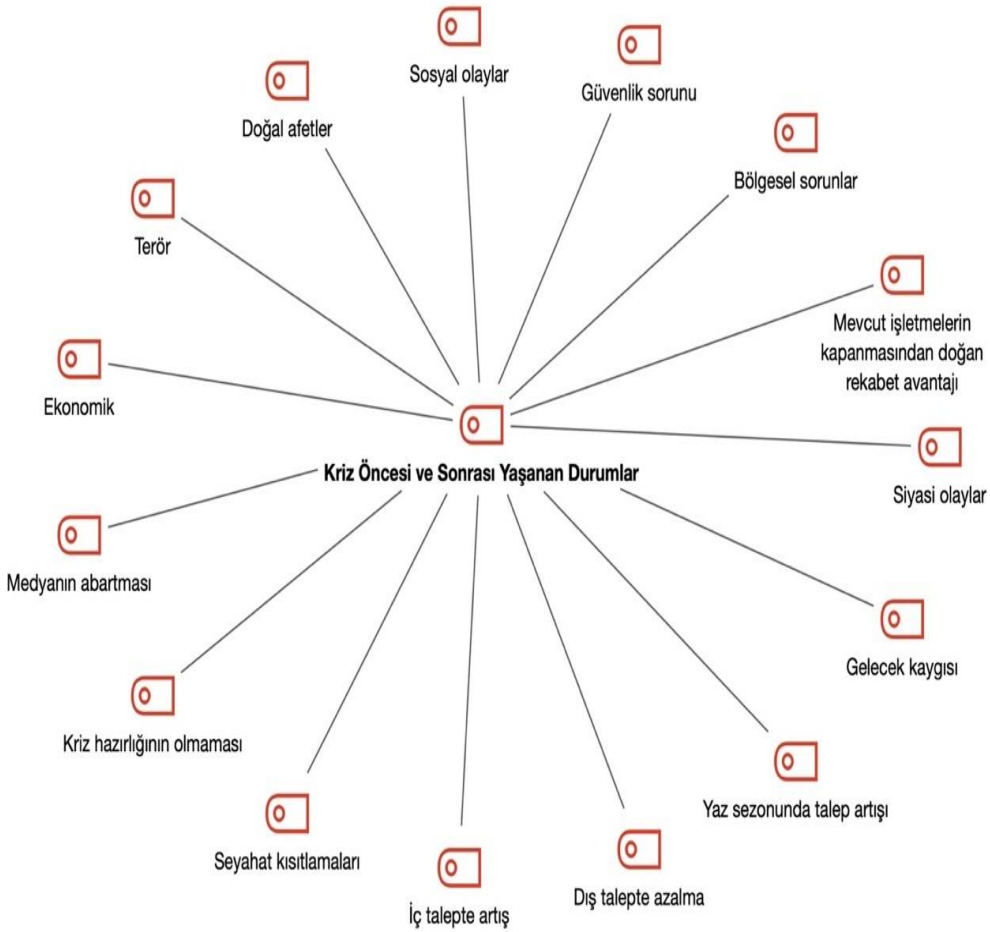 Sosyal olaylar
Güvenlik sorunu
Doğal afetler
Bölgesel sorunlar
Terör
Mevcut işletmelerin
kapanmasından doğan
rekabet avantajı
Ekonomik
Kriz Öncesi ve Sonrası Yaşanan Durumlar
Siyasi olaylar
Medyanın abartması
Gelecek kaygısı
Kriz hazırlığının olmaması
Yaz sezonunda talep artışı
Seyahat kısıtlamaları
Dış talepte azalma
İç talepte artış